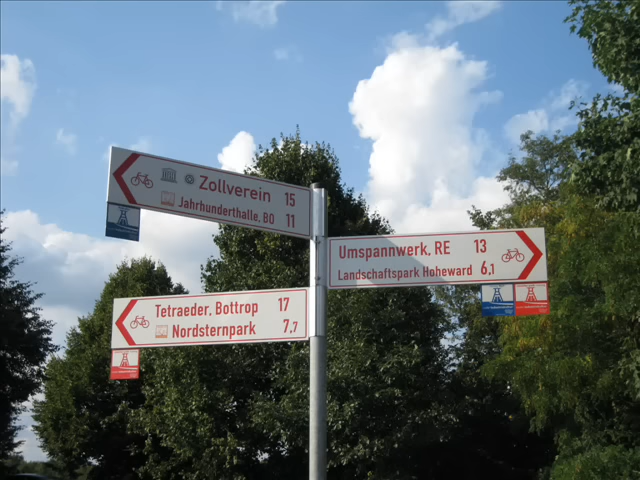 Zollverein 15
Jahrhunderthalle, BO 11
Umspannwerk, RE 13
Landschaftspark Hoheward 6,1
Tetraeder, Bottrop 17
Nordsternpark 7,7